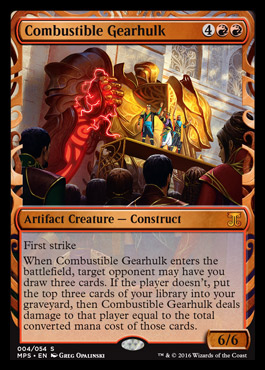 Combustible Gearhulk 4
Artifact Creature — Construct
First strike
When Combustible Gearhulk enters the
battlefield, target opponent may have you
draw three cards. If the player doesn't, put
the top three cards of your library into your
graveyard, then Combustible Gearhulk deals
damage to that player equal to the total
converted mana cost of those cards.
6/6
004/054 S
MPS • EN Greg Opalinski
™ & © 2016 Wizards of the Coast